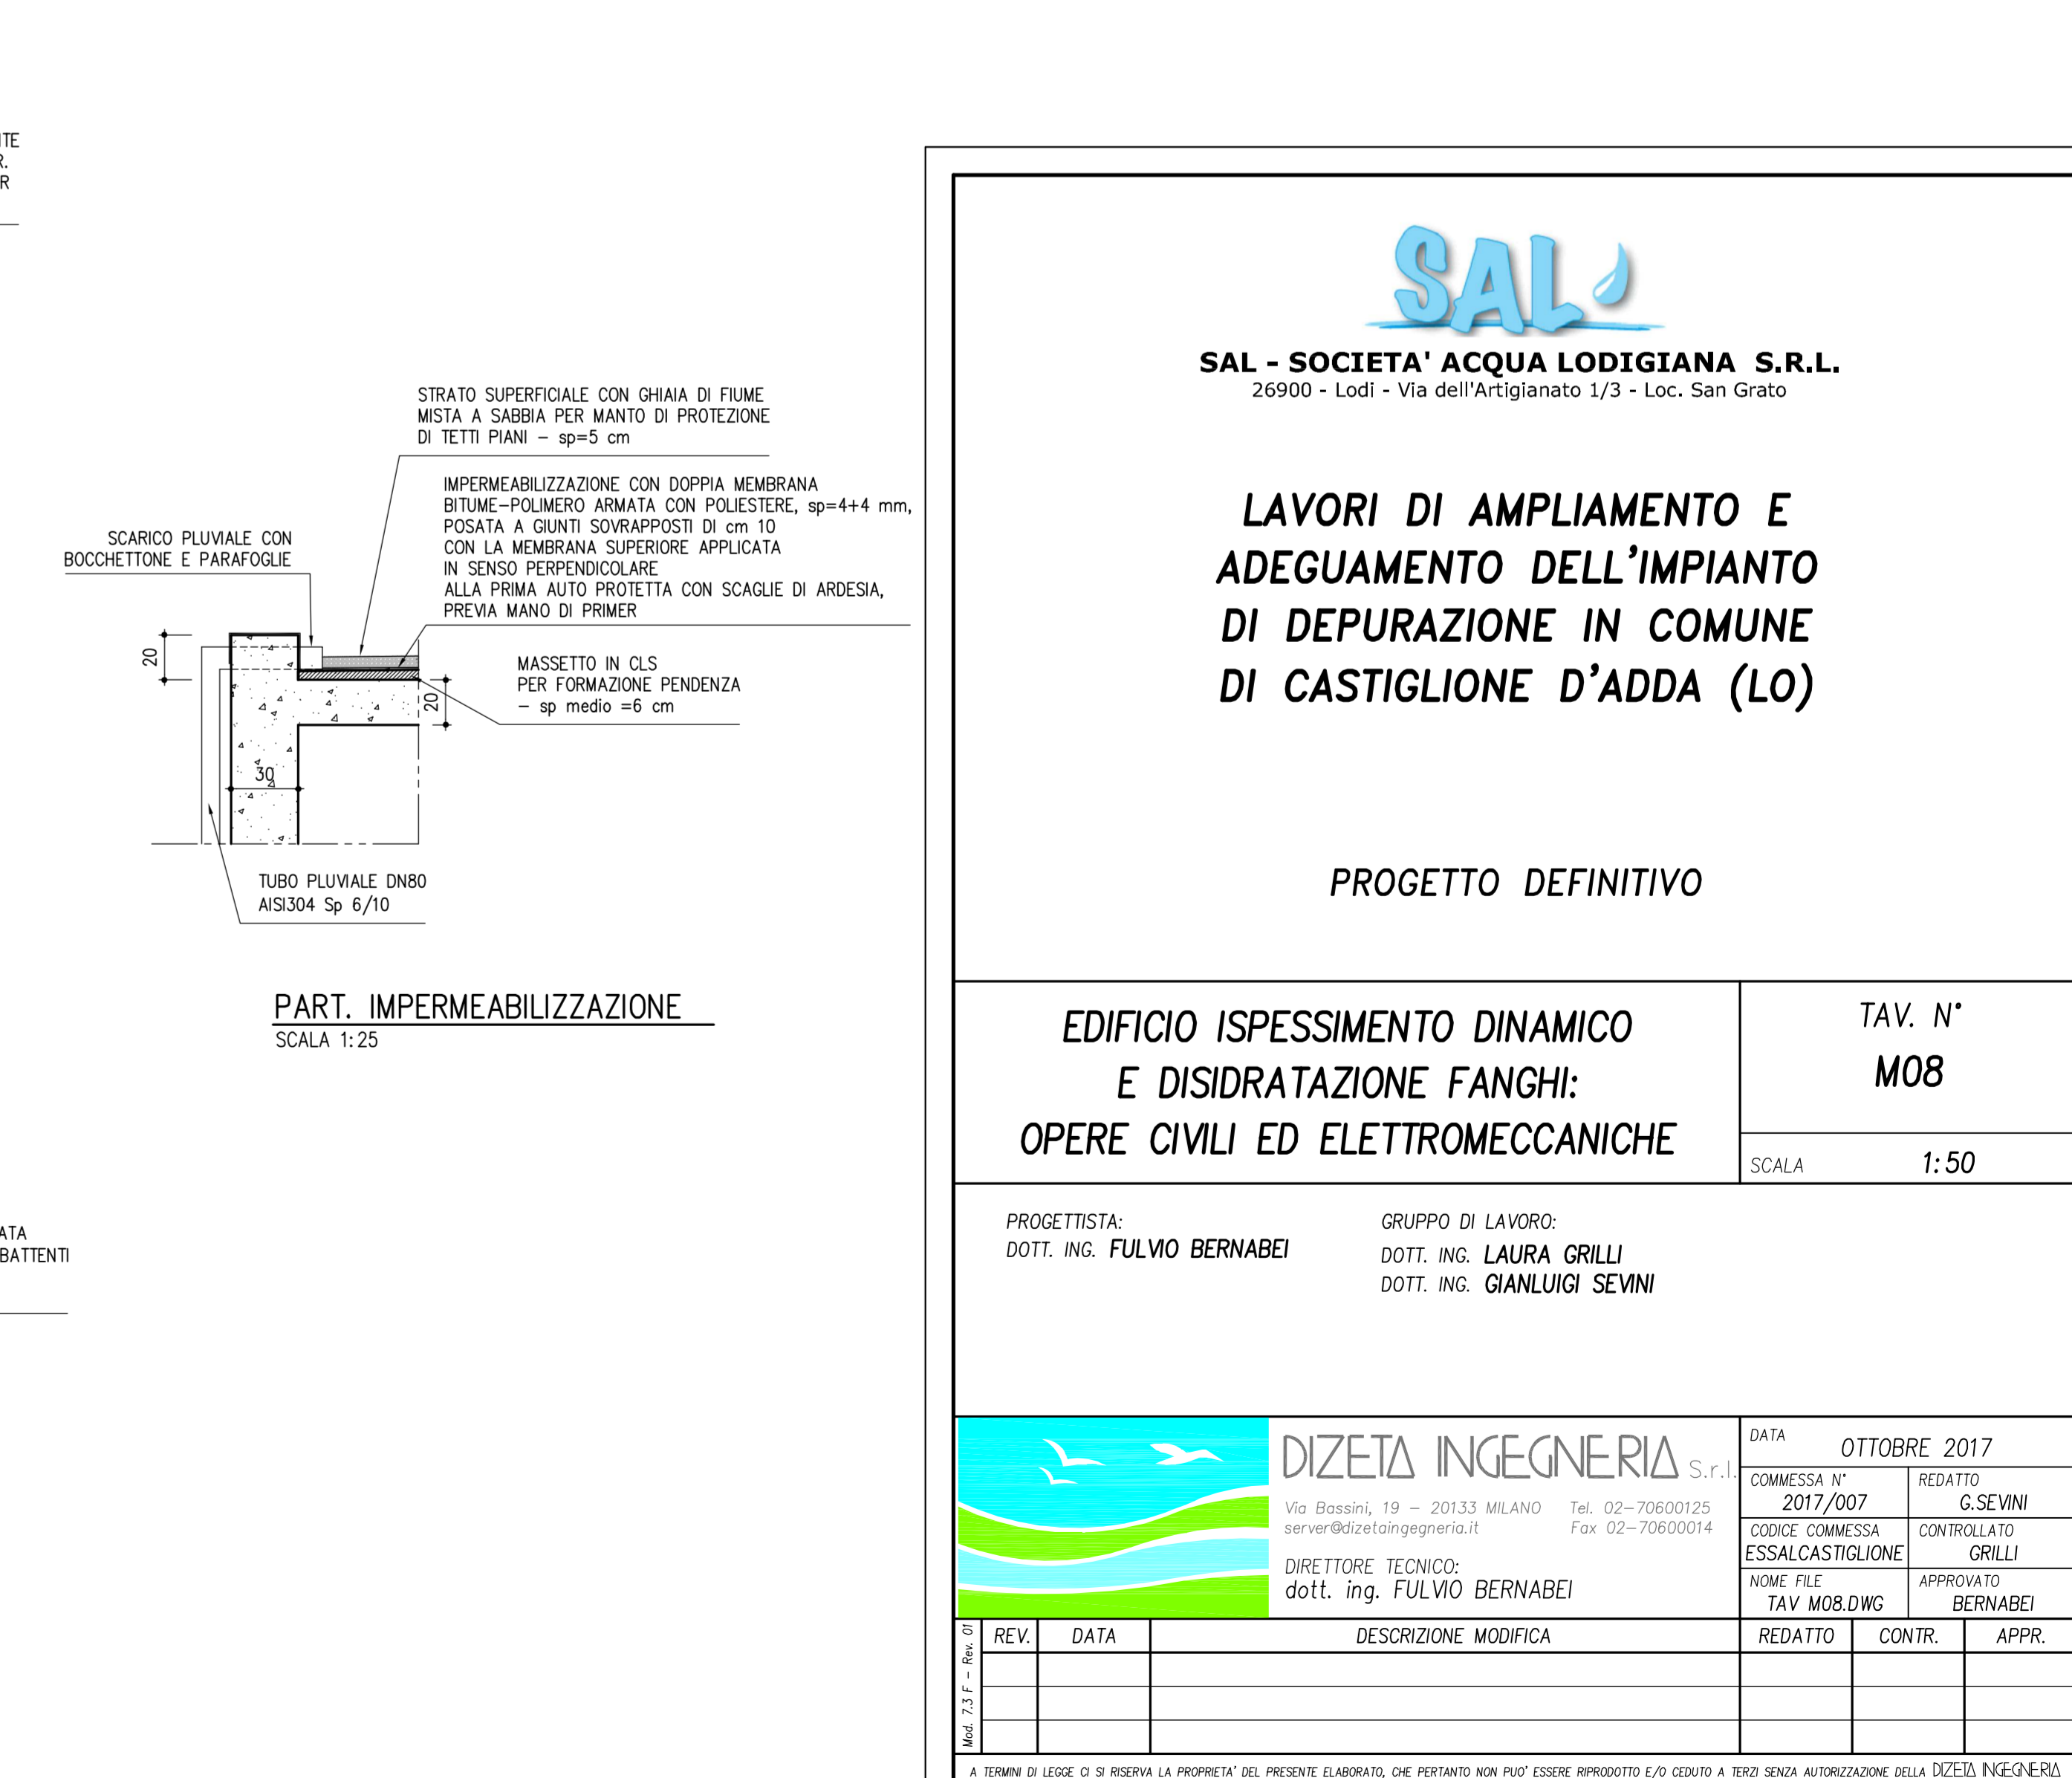 ITE
R.
R
STRATO SUPERFICIALE CON GHIAIA DI FIUME
MISTA A SABBIA PER MANTO DI PROTEZIONE
DI TETTI PIANI – sp=5 cm
IMPERMEABILIZZAZIONE CON DOPPIA MEMBRANA
BITUME–POLIMERO ARMATA CON POLIESTERE, sp=4+4 mm,
POSATA A GIUNTI SOVRAPPOSTI DI cm 10
CON LA MEMBRANA SUPERIORE APPLICATA
IN SENSO PERPENDICOLARE
ALLA PRIMA AUTO PROTETTA CON SCAGLIE DI ARDESIA,
PREVIA MANO DI PRIMER
SCARICO PLUVIALE CON
BOCCHETTONE E PARAFOGLIE
20
MASSETTO IN CLS
PER FORMAZIONE PENDENZA
– sp medio =6 cm
20
30
TUBO PLUVIALE DN80
AISI304 Sp 6/10
PART. IMPERMEABILIZZAZIONE
SCALA 1:25
ATA
BATTENTI
SAL
SAL - SOCIETA' ACQUA LODIGIANA S.R.L.
26900 - Lodi - Via dell'Artigianato 1/3 - Loc. San Grato
LAVORI DI AMPLIAMENTO E
ADEGUAMENTO DELL'IMPIANTO
DI DEPURAZIONE IN COMUNE
DI CASTIGLIONE D'ADDA (LO)
PROGETTO DEFINITIVO
EDIFICIO ISPESSIMENTO DINAMICO
E DISIDRATAZIONE FANGHI:
OPERE CIVILI ED ELETTROMECCANICHE
TAV. N°
M08
SCALA 1:50
PROGETTISTA:
DOTT. ING. FULVIO BERNABEI
GRUPPO DI LAVORO:
DOTT. ING. LAURA GRILLI
DOTT. ING. GIANLUIGI SEVINI
DIZETA INGEGNERIA S.r.l.
Via Bassini, 19 – 20133 MILANO Tel. 02–70600125
server@dizetaingegneria.it Fax 02–70600014
DIRETTORE TECNICO:
dott. ing. FULVIO BERNABEI
DATA
OTTOBRE 2017
COMMESSA N° REDATTO
2017/007 G.SEVINI
CODICE COMMESSA CONTROLLATO
ESSALCASTIGLIONE GRILLI
NOME FILE APPROVATO
TAV M08.DWG BERNABEI
REV. DATA DESCRIZIONE MODIFICA REDATTO CONTR. APPR.
Mod. 7.3 F – Rev. 01
A TERMINI DI LEGGE CI SI RISERVA LA PROPRIETA' DEL PRESENTE ELABORATO, CHE PERTANTO NON PUO' ESSERE RIPRODOTTO E/O CEDUTO A TERZI SENZA AUTORIZZAZIONE DELLA DIZETA INGEGNERIA